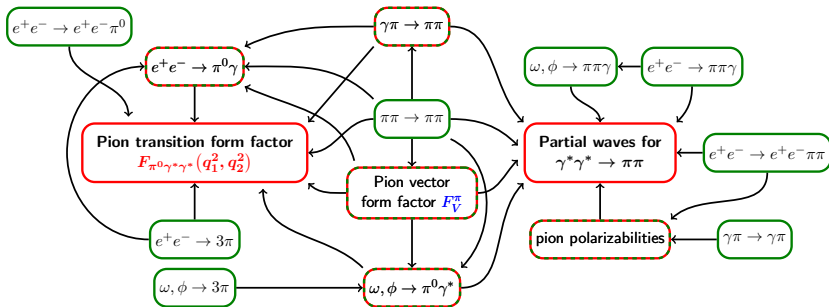 e⁺e⁻ → e⁺e⁻π⁰
γπ → ππ
e⁺e⁻ → π⁰γ
ω, ϕ → ππγ
e⁺e⁻ → ππγ
ππ → ππ
Pion transition form factor
F_{π⁰γ*γ*}(q₁², q₂²)
Partial waves for
γ*γ* → ππ
e⁺e⁻ → e⁺e⁻ππ
Pion vector
form factor F_V^π
e⁺e⁻ → 3π
pion polarizabilities
γπ → γπ
ω, ϕ → 3π
ω, ϕ → π⁰γ*